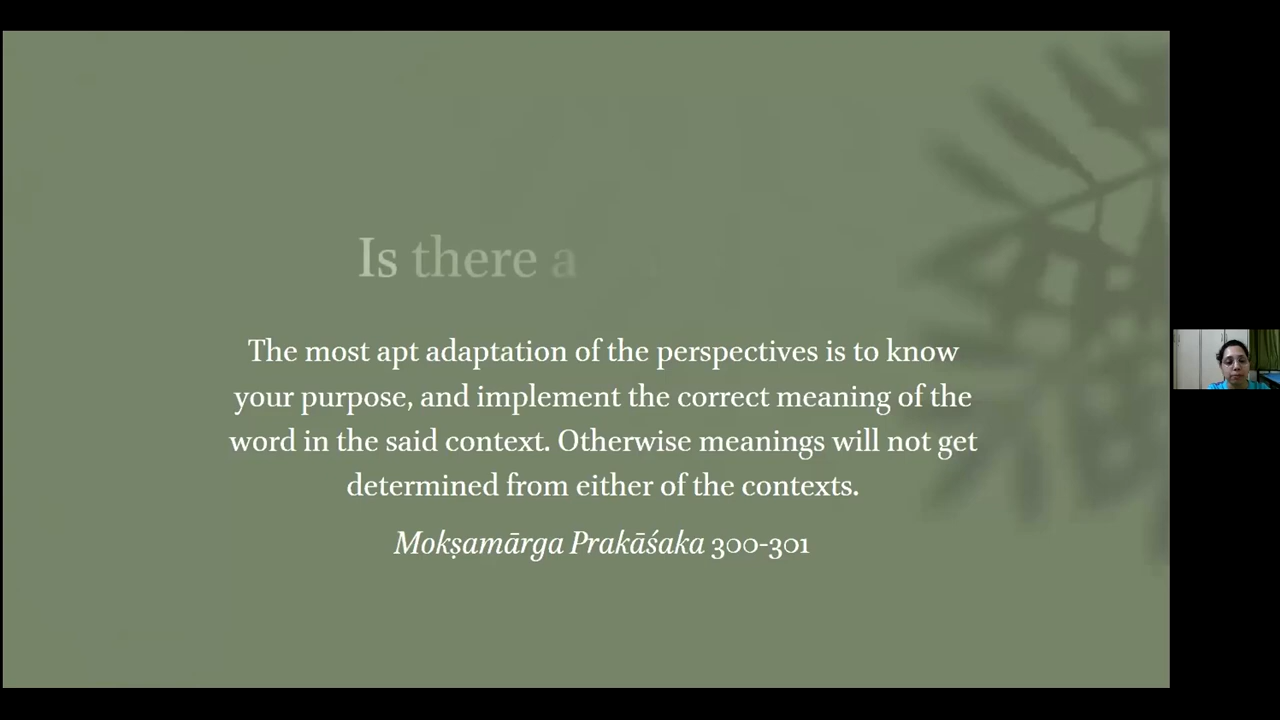 Is there a
The most apt adaptation of the perspectives is to know
your purpose, and implement the correct meaning of the
word in the said context. Otherwise meanings will not get
determined from either of the contexts.
Mokṣamārga Prakāśaka 300-301